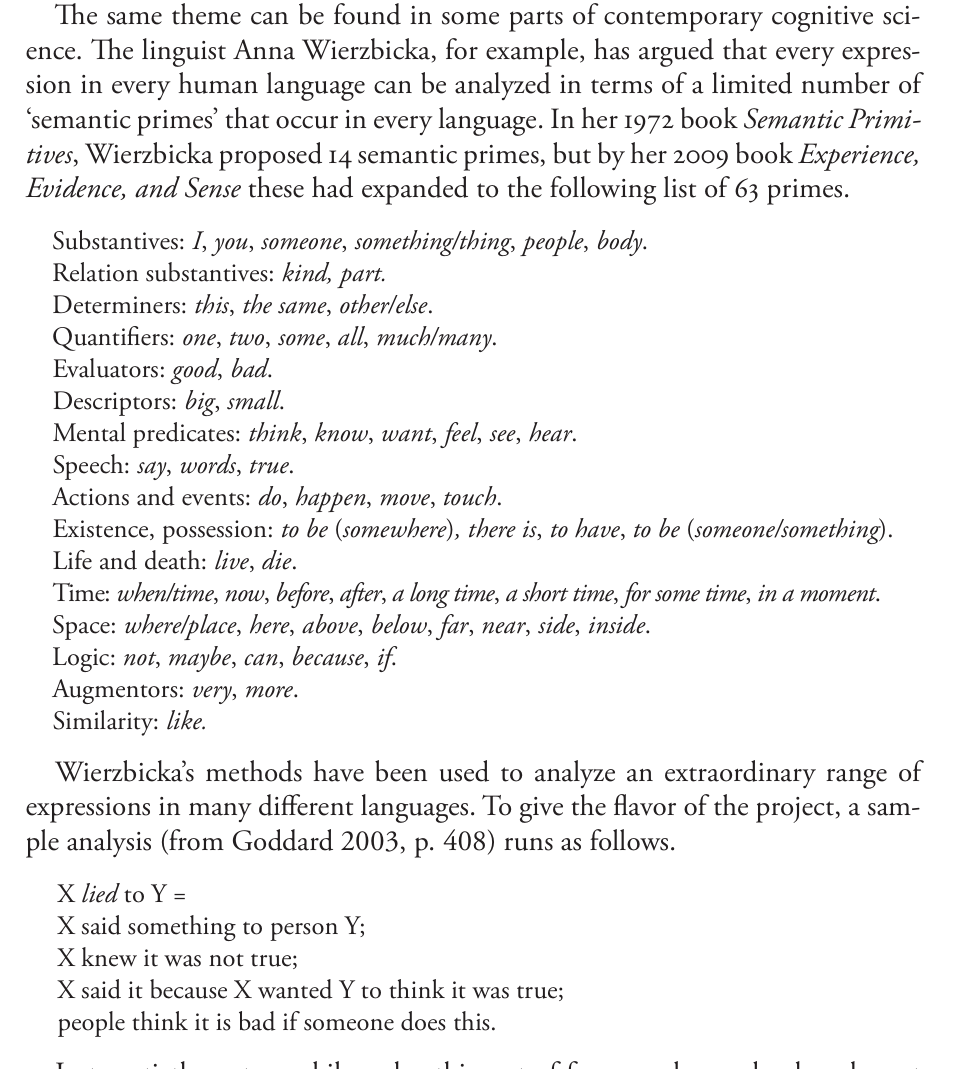 The same theme can be found in some parts of contemporary cognitive sci-
ence. The linguist Anna Wierzbicka, for example, has argued that every expres-
sion in every human language can be analyzed in terms of a limited number of
‘semantic primes’ that occur in every language. In her 1972 book Semantic Primi-
tives, Wierzbicka proposed 14 semantic primes, but by her 2009 book Experience,
Evidence, and Sense these had expanded to the following list of 63 primes.
Substantives: I, you, someone, something/thing, people, body.
Relation substantives: kind, part.
Determiners: this, the same, other/else.
Quantifiers: one, two, some, all, much/many.
Evaluators: good, bad.
Descriptors: big, small.
Mental predicates: think, know, want, feel, see, hear.
Speech: say, words, true.
Actions and events: do, happen, move, touch.
Existence, possession: to be (somewhere), there is, to have, to be (someone/something).
Life and death: live, die.
Time: when/time, now, before, after, a long time, a short time, for some time, in a moment.
Space: where/place, here, above, below, far, near, side, inside.
Logic: not, maybe, can, because, if.
Augmentors: very, more.
Similarity: like.
Wierzbicka’s methods have been used to analyze an extraordinary range of
expressions in many different languages. To give the flavor of the project, a sam-
ple analysis (from Goddard 2003, p. 408) runs as follows.
X lied to Y =
X said something to person Y;
X knew it was not true;
X said it because X wanted Y to think it was true;
people think it is bad if someone does this.